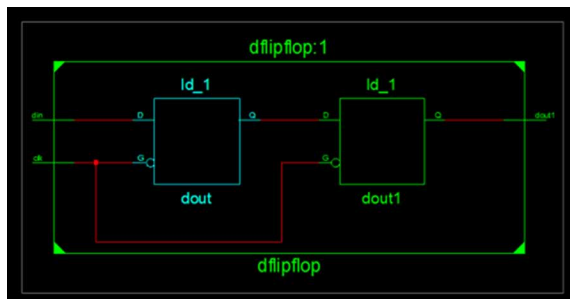 dflipflop:1
ld_1 ld_1
din D Q D Q dout1
clk G G
dout dout1
dflipflop